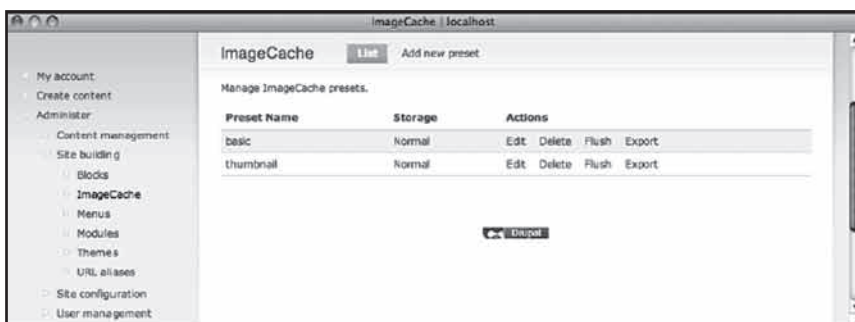 ImageCache | localhost
My account
Create content
Administer
Content management
Site building
Blocks
ImageCache
Menus
Modules
Themes
URL aliases
Site configuration
User management
ImageCache List Add new preset
Manage ImageCache presets.
Preset Name Storage Actions
basic Normal Edit Delete Flush Export
thumbnail Normal Edit Delete Flush Export
Drupal